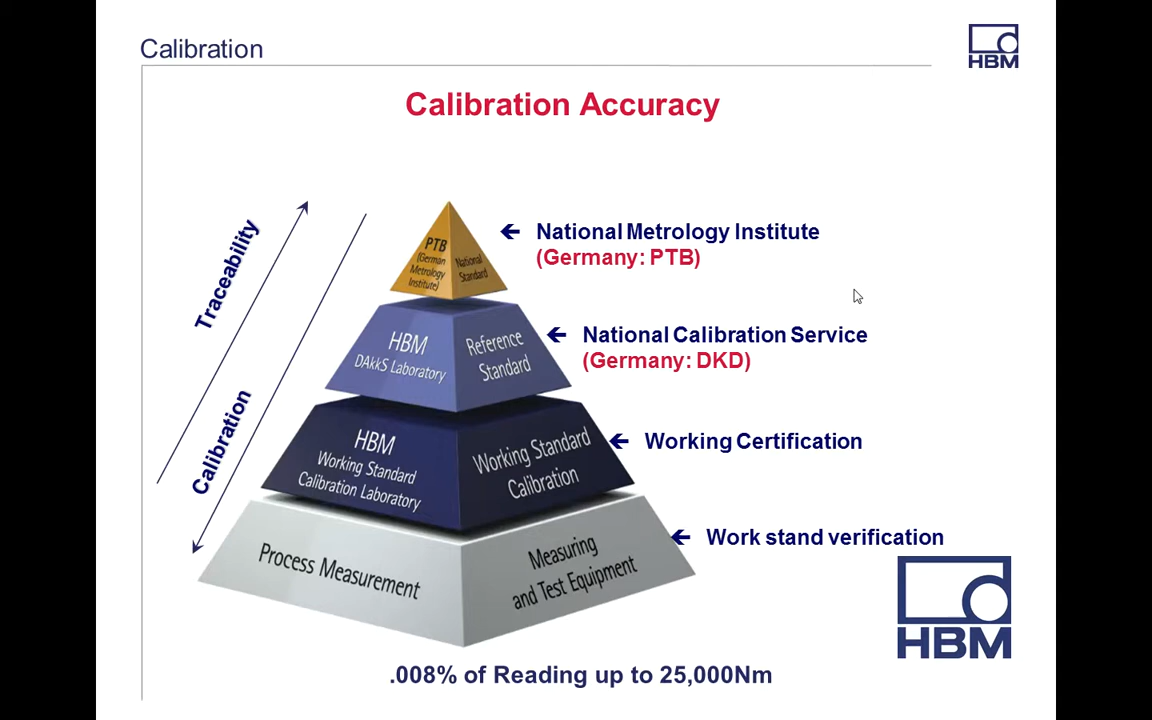 Calibration
HBM
Calibration Accuracy
Traceability
Calibration
PTB
(German
Metrology
Institute)
National
Standard
National Metrology Institute
(Germany: PTB)
HBM
DAkkS Laboratory
Reference
Standard
National Calibration Service
(Germany: DKD)
HBM
Working Standard
Calibration Laboratory
Working Standard
Calibration
Working Certification
Process Measurement
Measuring
and Test Equipment
Work stand verification
HBM
.008% of Reading up to 25,000Nm